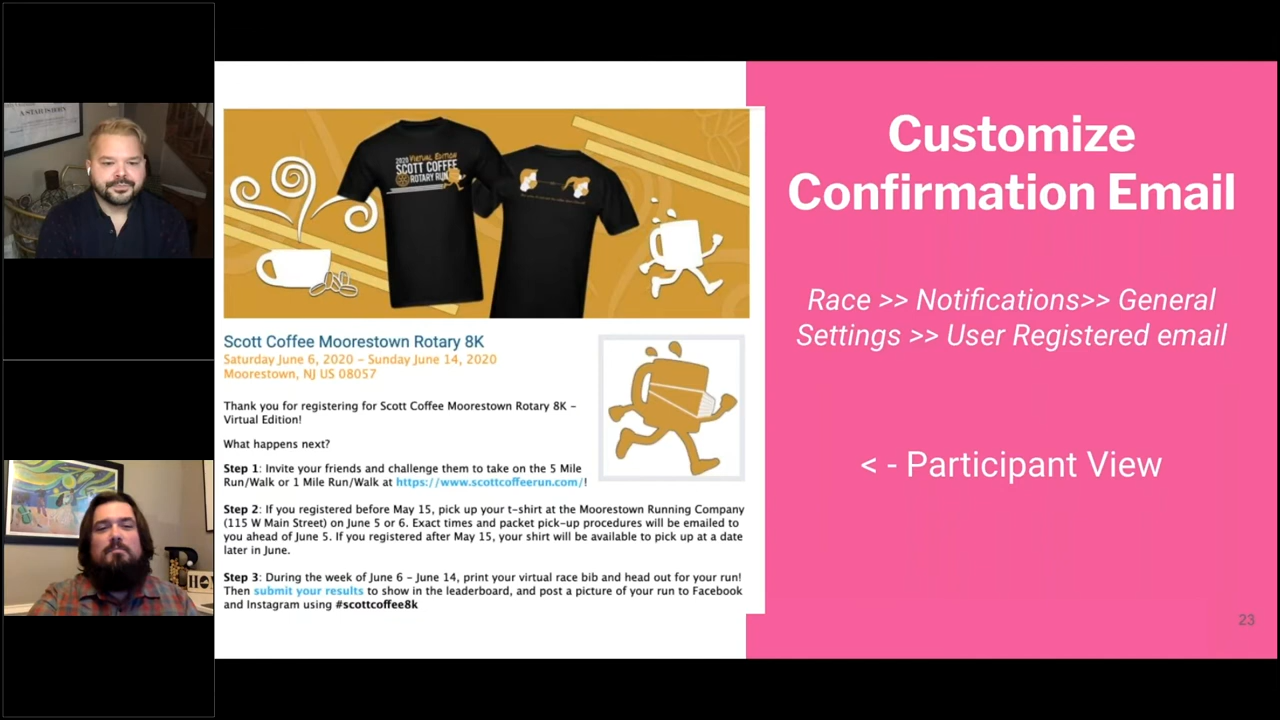 A STAR IS BORN
2020 VIRTUAL EDITION
SCOTT COFFEE
ROTARY RUN
Customize
Confirmation Email
Race >> Notifications>> General
Settings >> User Registered email
< - Participant View
Scott Coffee Moorestown Rotary 8K
Saturday June 6, 2020 – Sunday June 14, 2020
Moorestown, NJ US 08057
Thank you for registering for Scott Coffee Moorestown Rotary 8K –
Virtual Edition!
What happens next?
Step 1: Invite your friends and challenge them to take on the 5 Mile
Run/Walk or 1 Mile Run/Walk at https://www.scottcoffeerun.com/!
Step 2: If you registered before May 15, pick up your t-shirt at the Moorestown Running Company
(115 W Main Street) on June 5 or 6. Exact times and packet pick-up procedures will be emailed to
you ahead of June 5. If you registered after May 15, your shirt will be available to pick up at a date
later in June.
Step 3: During the week of June 6 – June 14, print your virtual race bib and head out for your run!
Then submit your results to show in the leaderboard, and post a picture of your run to Facebook
and Instagram using #scottcoffee8k
23